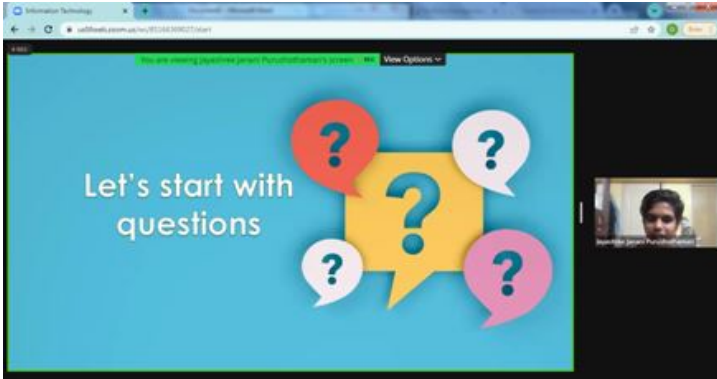 Information Technology
You are viewing Jayashree Janani Purushothaman's screen
View Options
Let's start with
questions
?
?
?
?
?
Jayashree Janani Purushothaman